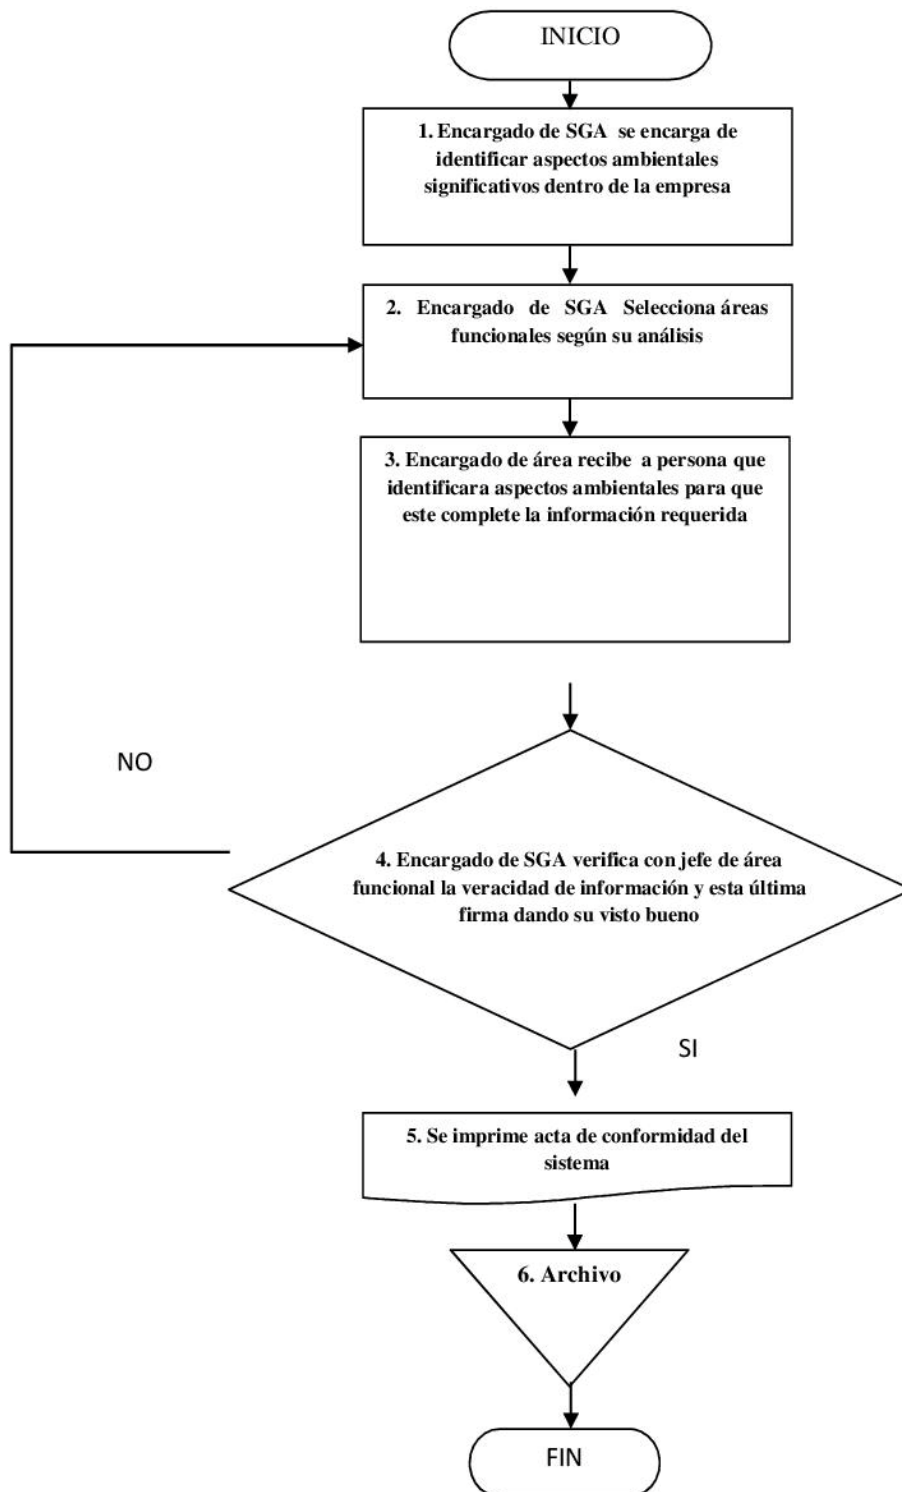 INICIO
1. Encargado de SGA se encarga de
identificar aspectos ambientales
significativos dentro de la empresa
2. Encargado de SGA Selecciona áreas
funcionales según su análisis
3. Encargado de área recibe a persona que
identificara aspectos ambientales para que
este complete la información requerida
NO
4. Encargado de SGA verifica con jefe de área
funcional la veracidad de información y esta última
firma dando su visto bueno
SI
5. Se imprime acta de conformidad del
sistema
6. Archivo
FIN